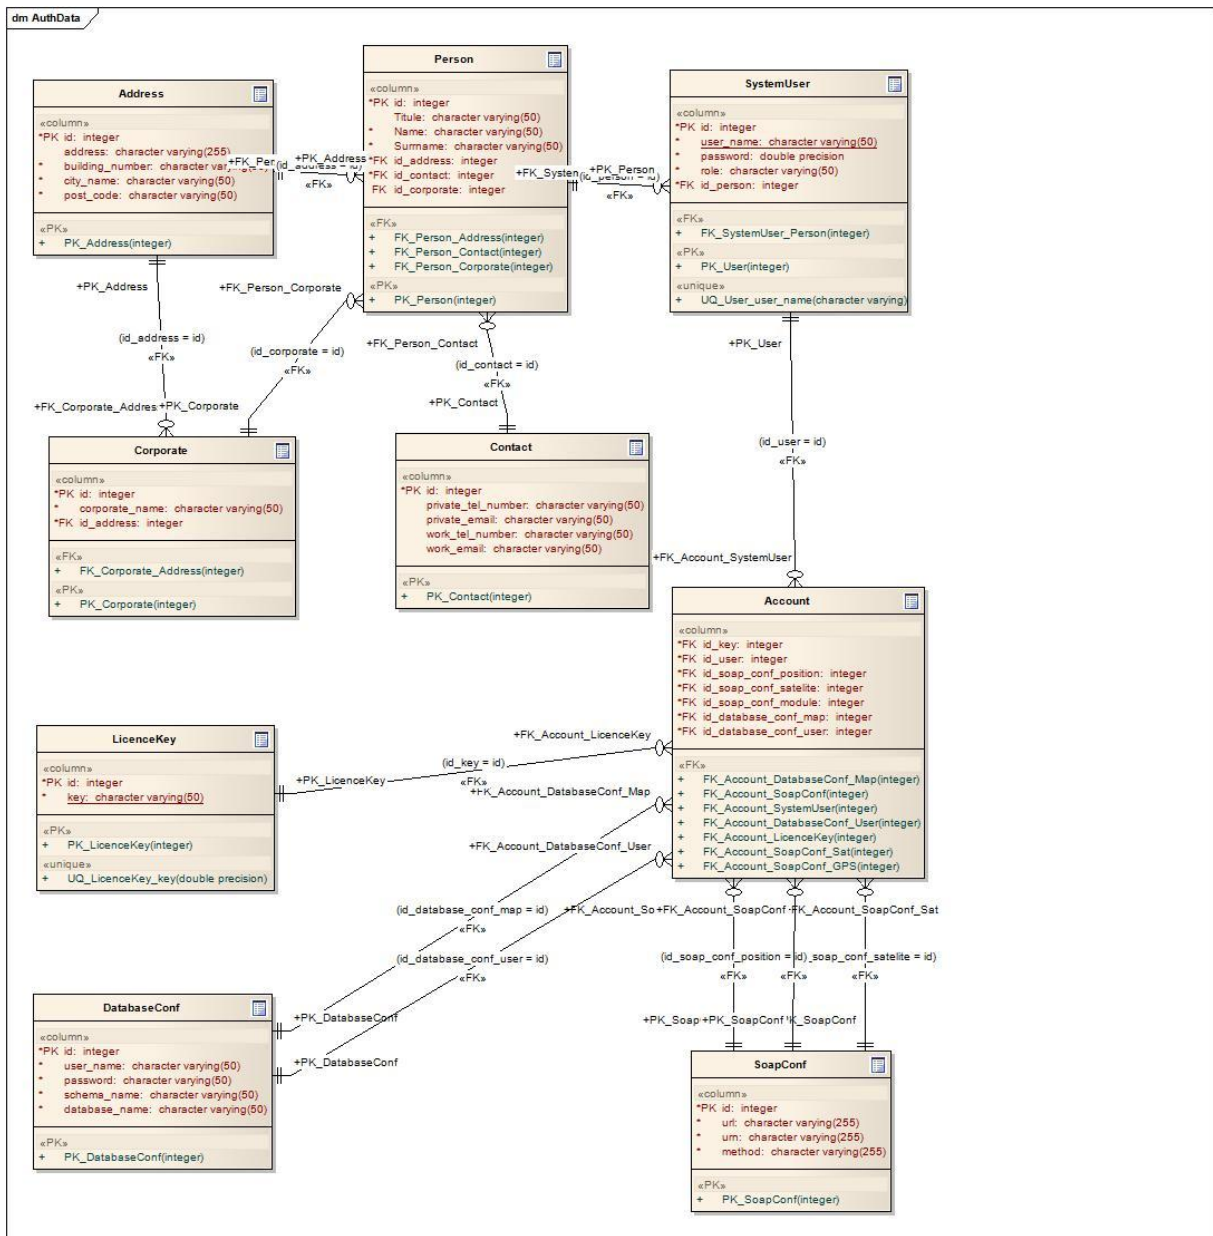 dm AuthData
Address
«column»
*PK id: integer
address: character varying(255)
* building_number: character
* city_name: character varying(50)
* post_code: character varying(50)
«PK»
+ PK_Address(integer)
Person
«column»
*PK id: integer
Titule: character varying(50)
* Name: character varying(50)
* Surrname: character varying(50)
*FK id_address: integer
*FK id_contact: integer
FK id_corporate: integer
«FK»
+ FK_Person_Address(integer)
+ FK_Person_Contact(integer)
+ FK_Person_Corporate(integer)
«PK»
+ PK_Person(integer)
SystemUser
«column»
*PK id: integer
* user_name: character varying(50)
* password: double precision
* role: character varying(50)
*FK id_person: integer
«FK»
+ FK_SystemUser_Person(integer)
«PK»
+ PK_User(integer)
«unique»
+ UQ_User_user_name(character varying)
+PK_Address
«FK»
+PK_Person
«FK»
+PK_Address
(id_address = id)
«FK»
+FK_Person_Corporate
(id_corporate = id)
«FK»
+PK_Corporate
+FK_Person_Contact
(id_contact = id)
«FK»
+PK_Contact
+PK_User
(id_user = id)
«FK»
+FK_Account_SystemUser
Corporate
«column»
*PK id: integer
* corporate_name: character varying(50)
*FK id_address: integer
«FK»
+ FK_Corporate_Address(integer)
«PK»
+ PK_Corporate(integer)
Contact
«column»
*PK id: integer
private_tel_number: character varying(50)
private_email: character varying(50)
work_tel_number: character varying(50)
work_email: character varying(50)
«PK»
+ PK_Contact(integer)
Account
«column»
*FK id_key: integer
*FK id_user: integer
*FK id_soap_conf_position: integer
*FK id_soap_conf_satelite: integer
*FK id_soap_conf_module: integer
*FK id_database_conf_map: integer
*FK id_database_conf_user: integer
«FK»
+ FK_Account_DatabaseConf_Map(integer)
+ FK_Account_SoapConf(integer)
+ FK_Account_SystemUser(integer)
+ FK_Account_DatabaseConf_User(integer)
+ FK_Account_LicenceKey(integer)
+ FK_Account_SoapConf_Sat(integer)
+ FK_Account_SoapConf_GPS(integer)
LicenceKey
«column»
*PK id: integer
* key: character varying(50)
«PK»
+ PK_LicenceKey(integer)
«unique»
+ UQ_LicenceKey_key(double precision)
+FK_Account_LicenceKey
(id_key = id)
+PK_LicenceKey
«FK»
+FK_Account_DatabaseConf_Map
+FK_Account_DatabaseConf_User
(id_database_conf_map = id)
«FK»
(id_database_conf_user = id)
«FK»
+PK_DatabaseConf
+PK_DatabaseConf
+FK_Account_SoapConf
(id_soap_conf_position = id)
«FK»
«FK»
«FK»
+PK_SoapConf
DatabaseConf
«column»
*PK id: integer
* user_name: character varying(50)
* password: character varying(50)
* schema_name: character varying(50)
* database_name: character varying(50)
«PK»
+ PK_DatabaseConf(integer)
SoapConf
«column»
*PK id: integer
* url: character varying(255)
* urn: character varying(255)
* method: character varying(255)
«PK»
+ PK_SoapConf(integer)